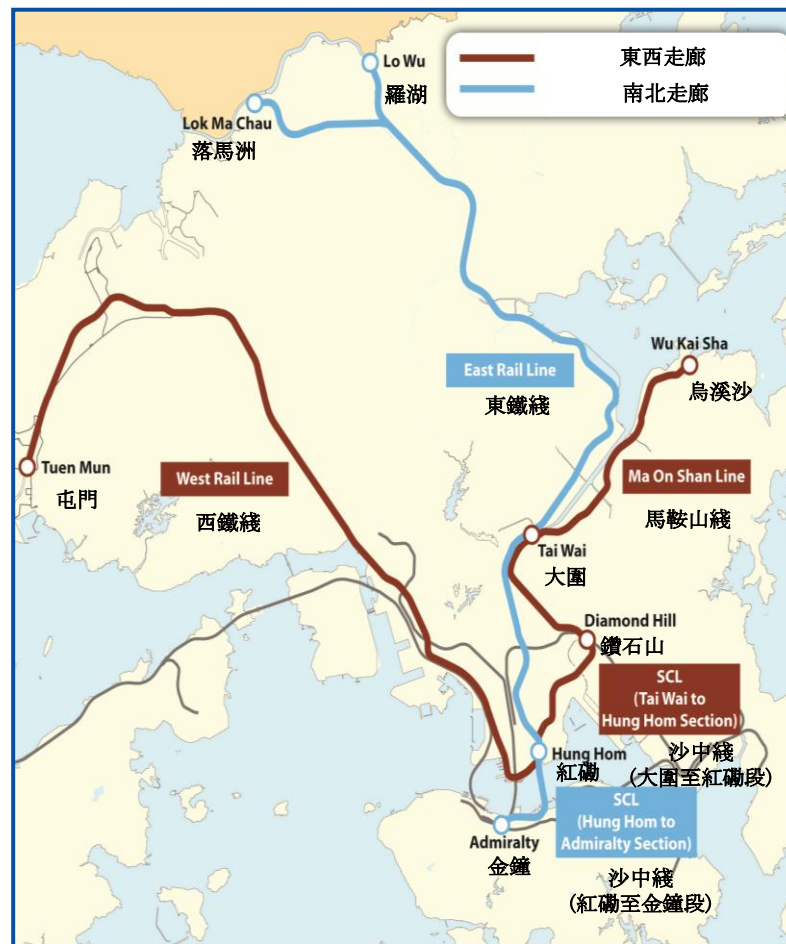 東西走廊
南北走廊
Lo Wu
羅湖
Lok Ma Chau
落馬洲
Wu Kai Sha
烏溪沙
East Rail Line
東鐵綫
Tuen Mun
屯門
West Rail Line
西鐵綫
Ma On Shan Line
馬鞍山綫
Tai Wai
大圍
Diamond Hill
鑽石山
SCL
(Tai Wai to
Hung Hom Section)
沙中綫
(大圍至紅磡段)
Hung Hom
紅磡
SCL
(Hung Hom to
Admiralty Section)
沙中綫
(紅磡至金鐘段)
Admiralty
金鐘